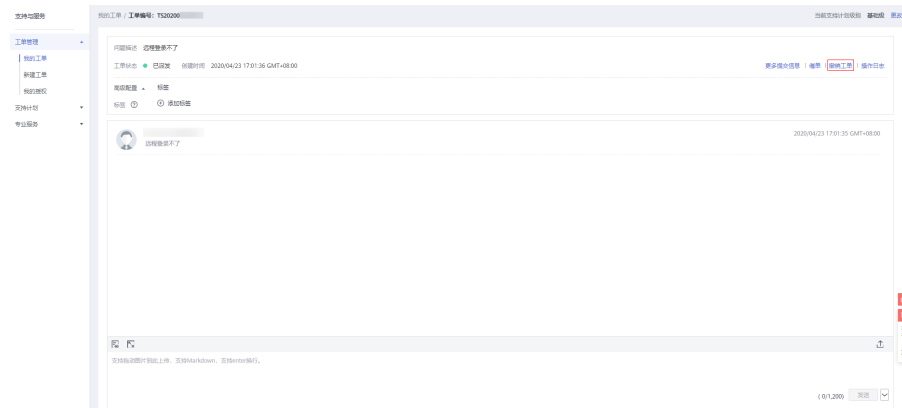 支持与服务
我的工单 / 工单编号：TS20200
当前支持计划级别 基础级 更改
工单管理
我的工单
新建工单
我的授权
支持计划
专业服务
问题描述 远程登录不了
工单状态 已派发 创建时间 2020/04/23 17:01:36 GMT+08:00
更多提交信息 催单 撤销工单 操作日志
高级配置 标签
标签 添加标签
2020/04/23 17:01:35 GMT+08:00
远程登录不了
支持拖动图片到此上传，支持Markdown，支持enter换行。
( 0/1,200) 发送